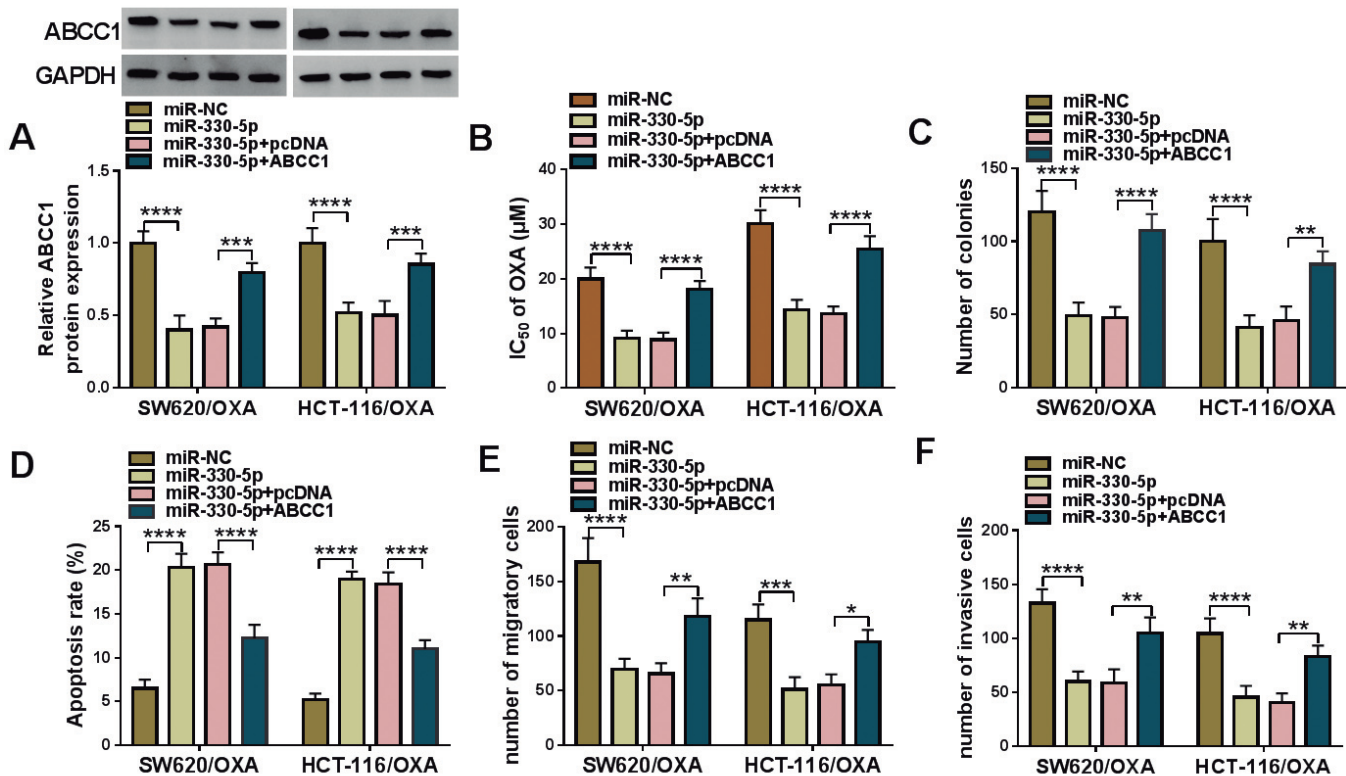 ABCC1
GAPDH
A
miR-NC
miR-330-5p
miR-330-5p+pcDNA
miR-330-5p+ABCC1
Relative ABCC1
protein expression
1.5
1.0
0.5
0.0
**** *** **** ***
SW620/OXA HCT-116/OXA
B
miR-NC
miR-330-5p
miR-330-5p+pcDNA
miR-330-5p+ABCC1
IC50 of OXA (μM)
40
30
20
10
0
**** **** **** ****
SW620/OXA HCT-116/OXA
C
miR-NC
miR-330-5p
miR-330-5p+pcDNA
miR-330-5p+ABCC1
Number of colonies
150
100
50
0
**** **** **** **
SW620/OXA HCT-116/OXA
D
miR-NC
miR-330-5p
miR-330-5p+pcDNA
miR-330-5p+ABCC1
Apoptosis rate (%)
25
20
15
10
5
0
**** **** **** ****
SW620/OXA HCT-116/OXA
E
miR-NC
miR-330-5p
miR-330-5p+pcDNA
miR-330-5p+ABCC1
number of migratory cells
200
150
100
50
0
**** ** *** *
SW620/OXA HCT-116/OXA
F
miR-NC
miR-330-5p
miR-330-5p+pcDNA
miR-330-5p+ABCC1
number of invasive cells
150
100
50
0
**** ** **** **
SW620/OXA HCT-116/OXA